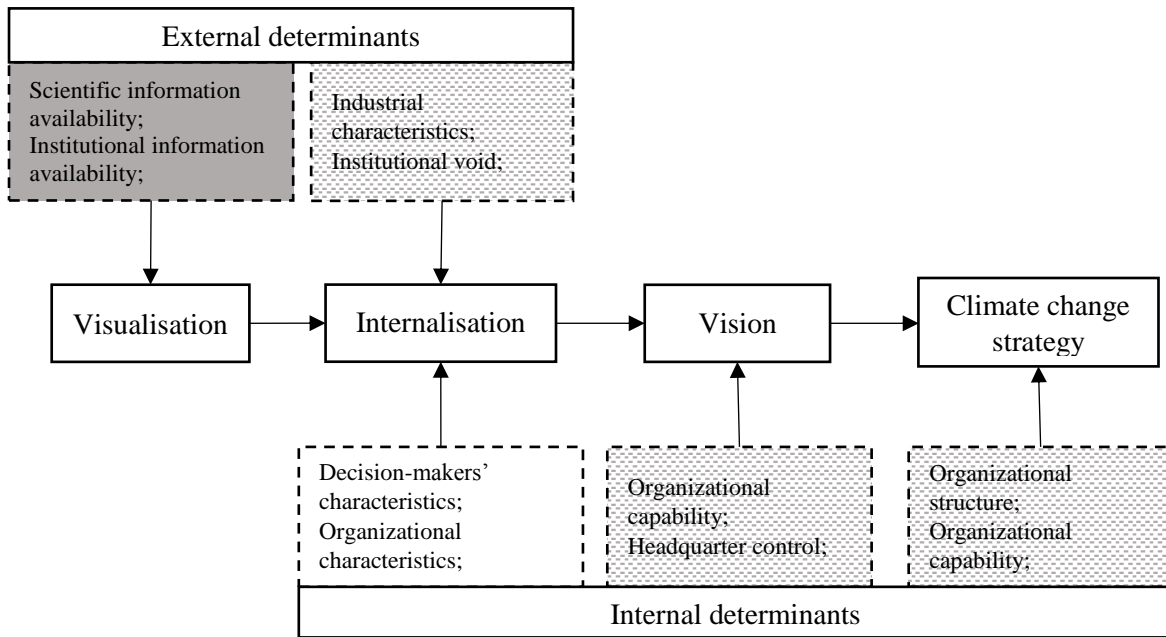 External determinants
Scientific information
availability;
Institutional information
availability;
Industrial
characteristics;
Institutional void;
Visualisation
Internalisation
Vision
Climate change
strategy
Decision-makers’
characteristics;
Organizational
characteristics;
Organizational
capability;
Headquarter control;
Organizational
structure;
Organizational
capability;
Internal determinants